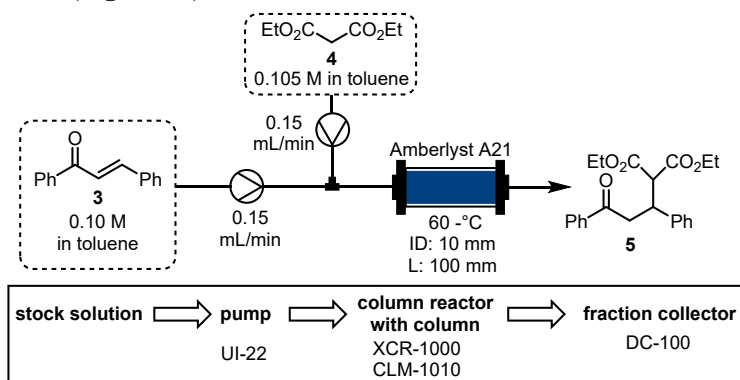 EtO₂C CO₂Et
4
0.105 M in toluene
0.15
mL/min
Amberlyst A21
O
Ph Ph
3
0.10 M
in toluene
0.15
mL/min
60 -°C
ID: 10 mm
L: 100 mm
EtO₂C CO₂Et
O
Ph Ph
5
stock solution
pump
UI-22
column reactor
with column
XCR-1000
CLM-1010
fraction collector
DC-100